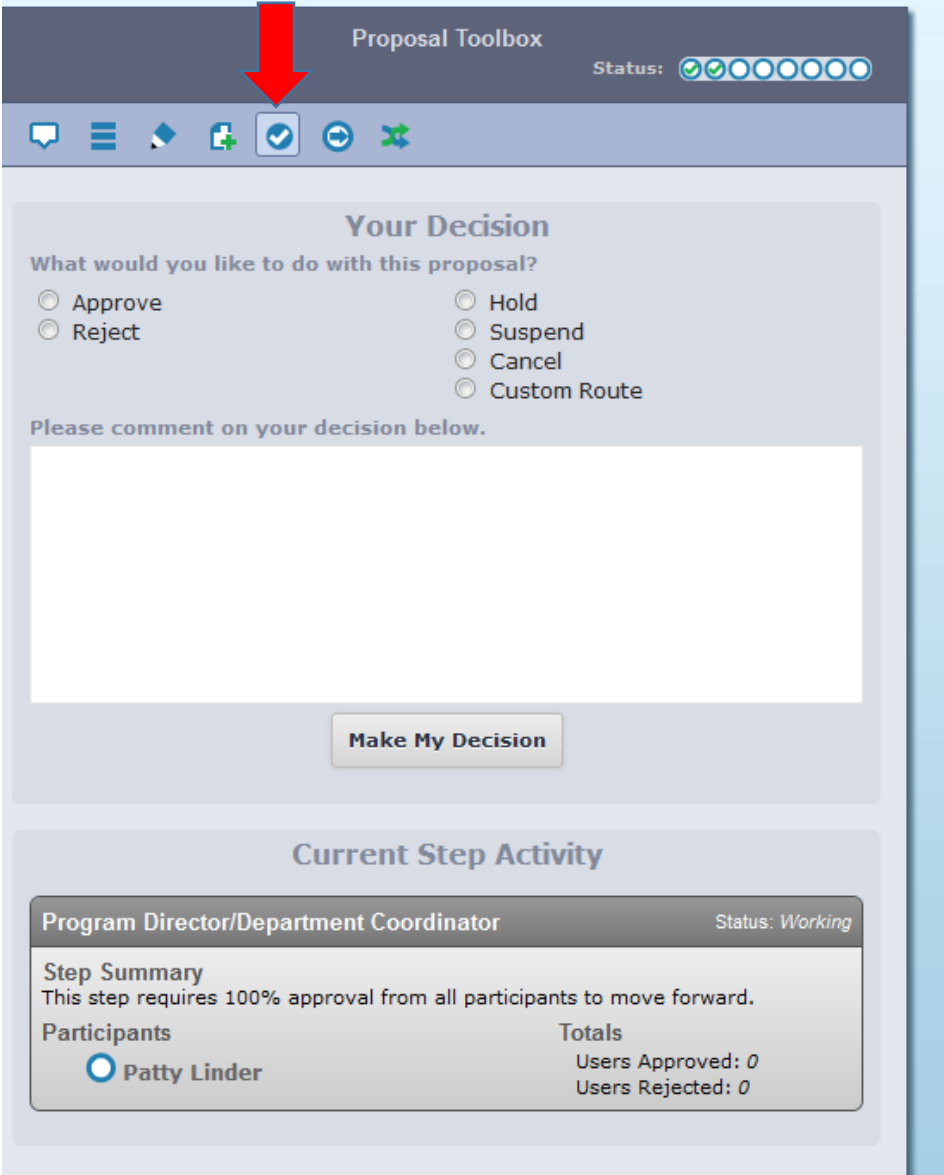 Proposal Toolbox
Status:
Your Decision
What would you like to do with this proposal?
Approve
Reject
Hold
Suspend
Cancel
Custom Route
Please comment on your decision below.
Make My Decision
Current Step Activity
Program Director/Department Coordinator
Status: Working
Step Summary
This step requires 100% approval from all participants to move forward.
Participants
Patty Linder
Totals
Users Approved: 0
Users Rejected: 0